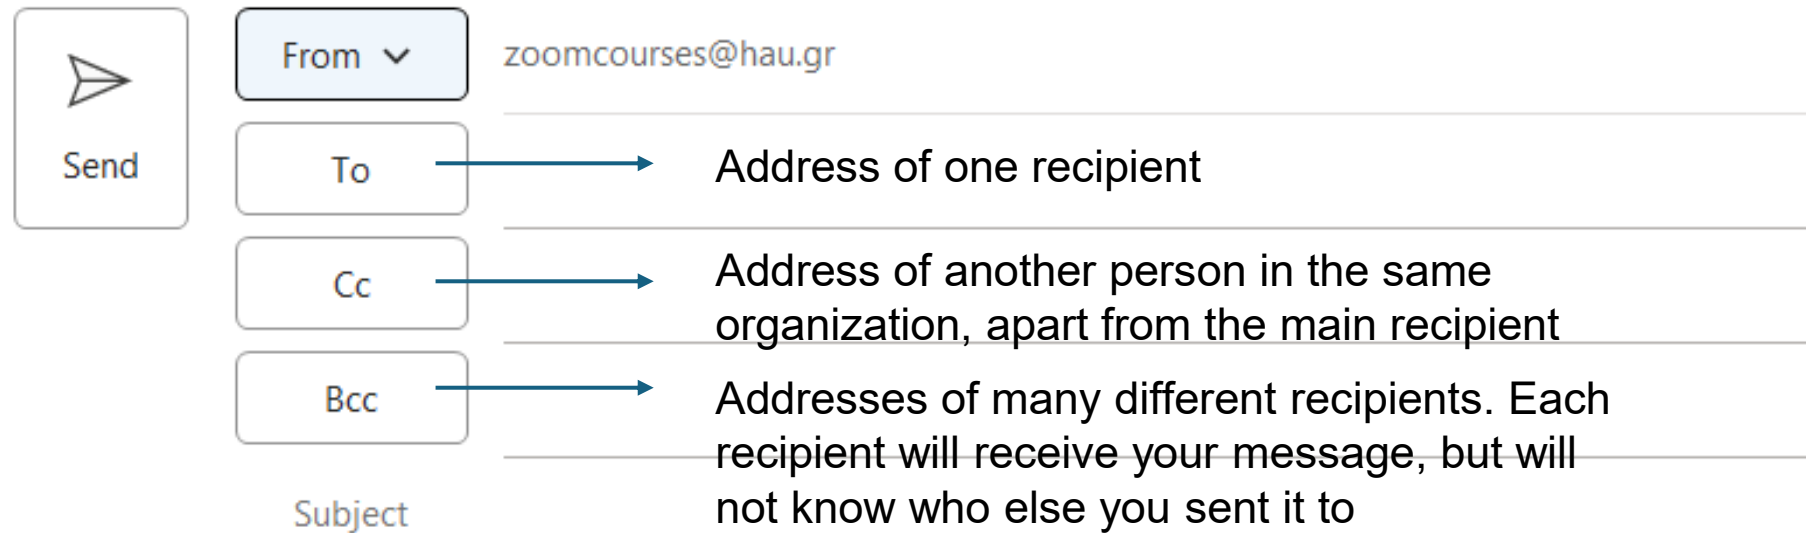 From
zoomcourses@hau.gr
Send
To
Address of one recipient
Cc
Address of another person in the same
organization, apart from the main recipient
Bcc
Addresses of many different recipients. Each
recipient will receive your message, but will
not know who else you sent it to
Subject